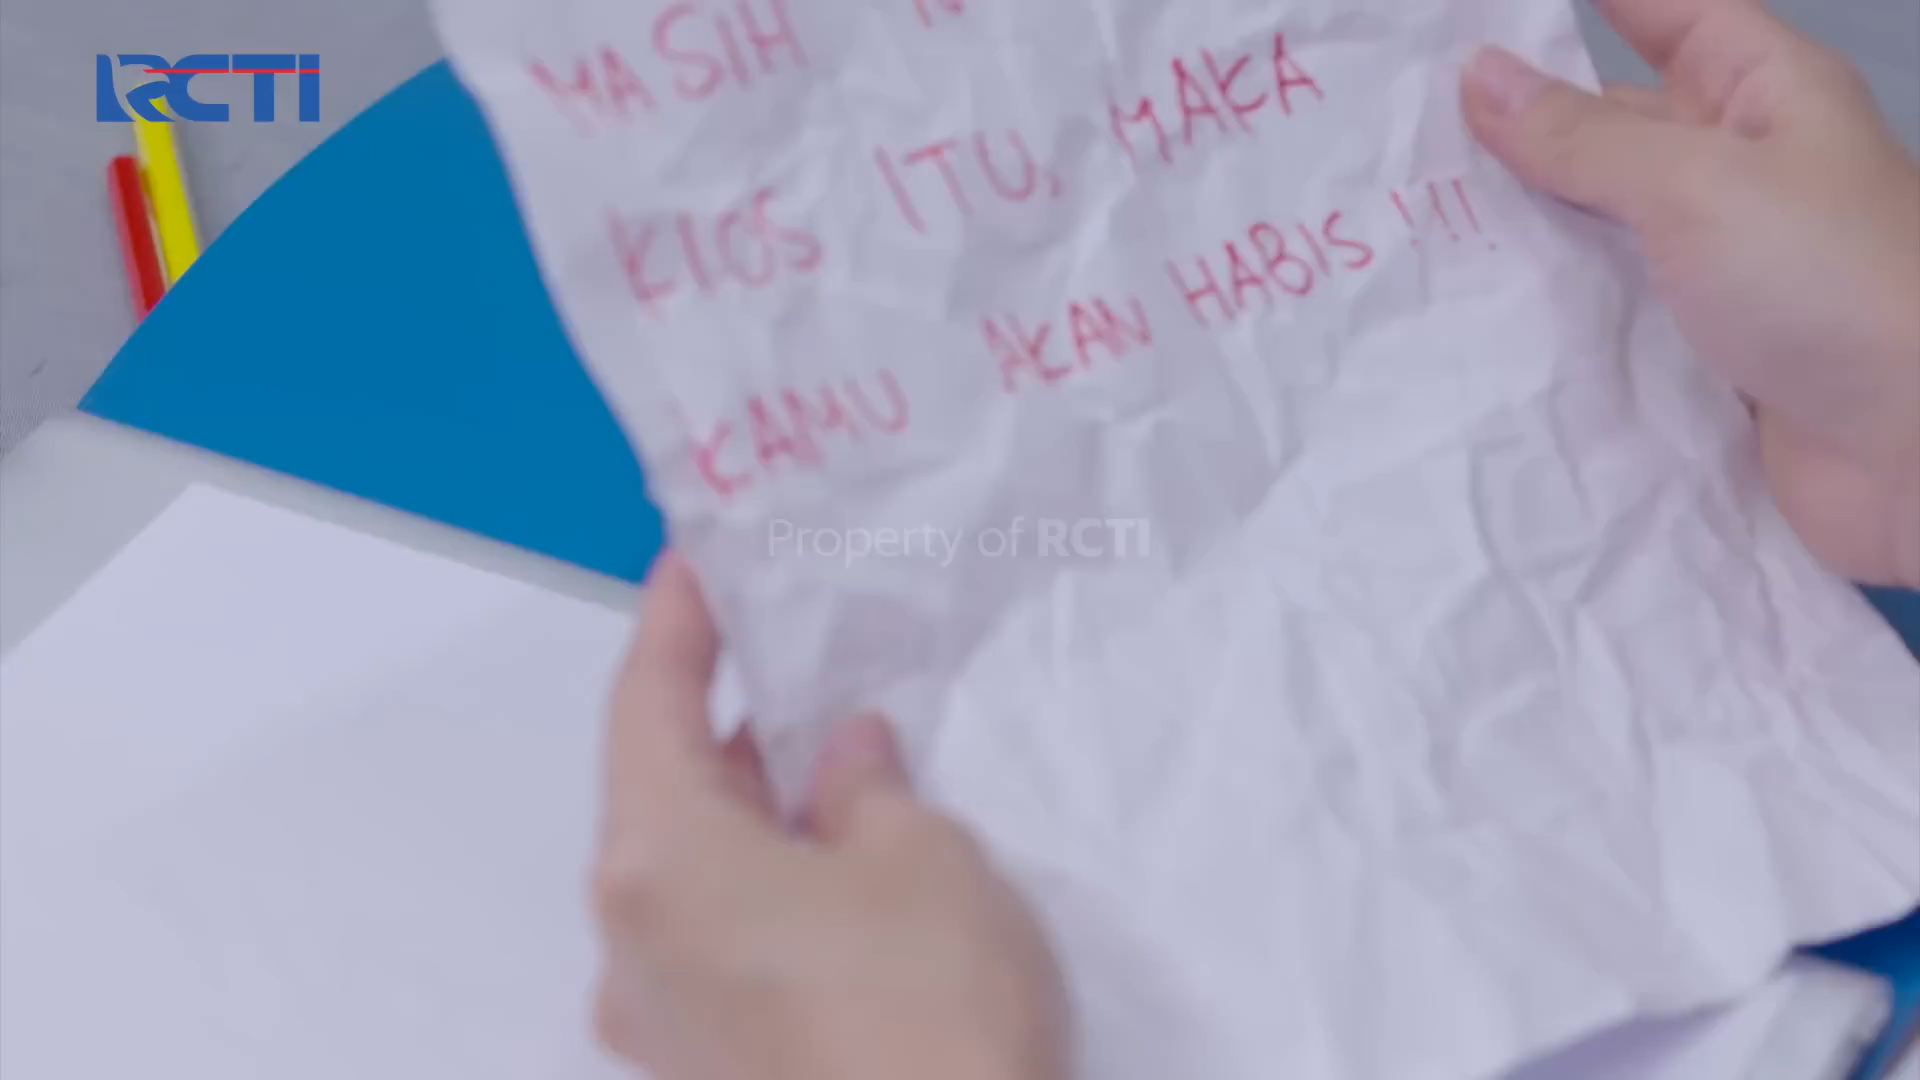 RCTI
MASIH
KIOS ITU, MAKA
KAMU AKAN HABIS!!!
Property of RCTI